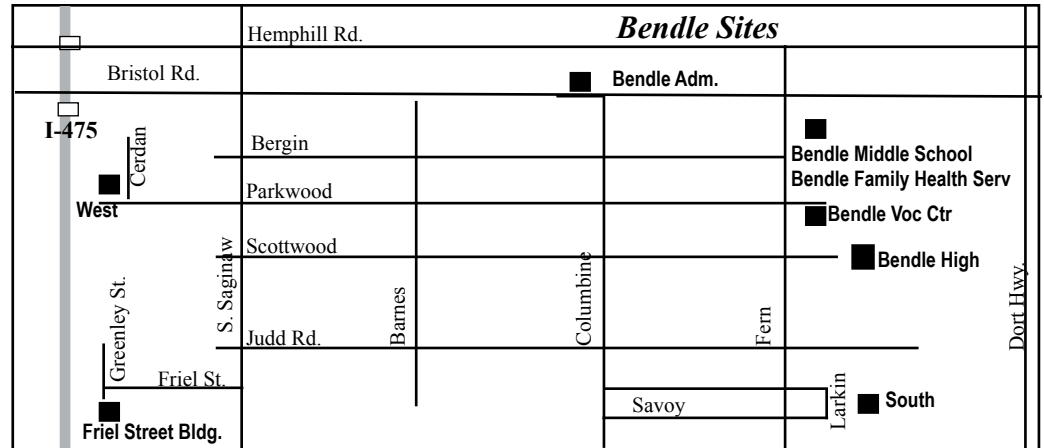 Bendle Sites
Hemphill Rd.
Bristol Rd.
Bendle Adm.
I-475
Cerdan
Bergin
Bendle Middle School
Bendle Family Health Serv
West
Parkwood
Bendle Voc Ctr
Scottwood
Bendle High
Greenley St.
S. Saginaw
Barnes
Columbine
Fern
Dort Hwy.
Judd Rd.
Friel St.
Savoy
Larkin
South
Friel Street Bldg.